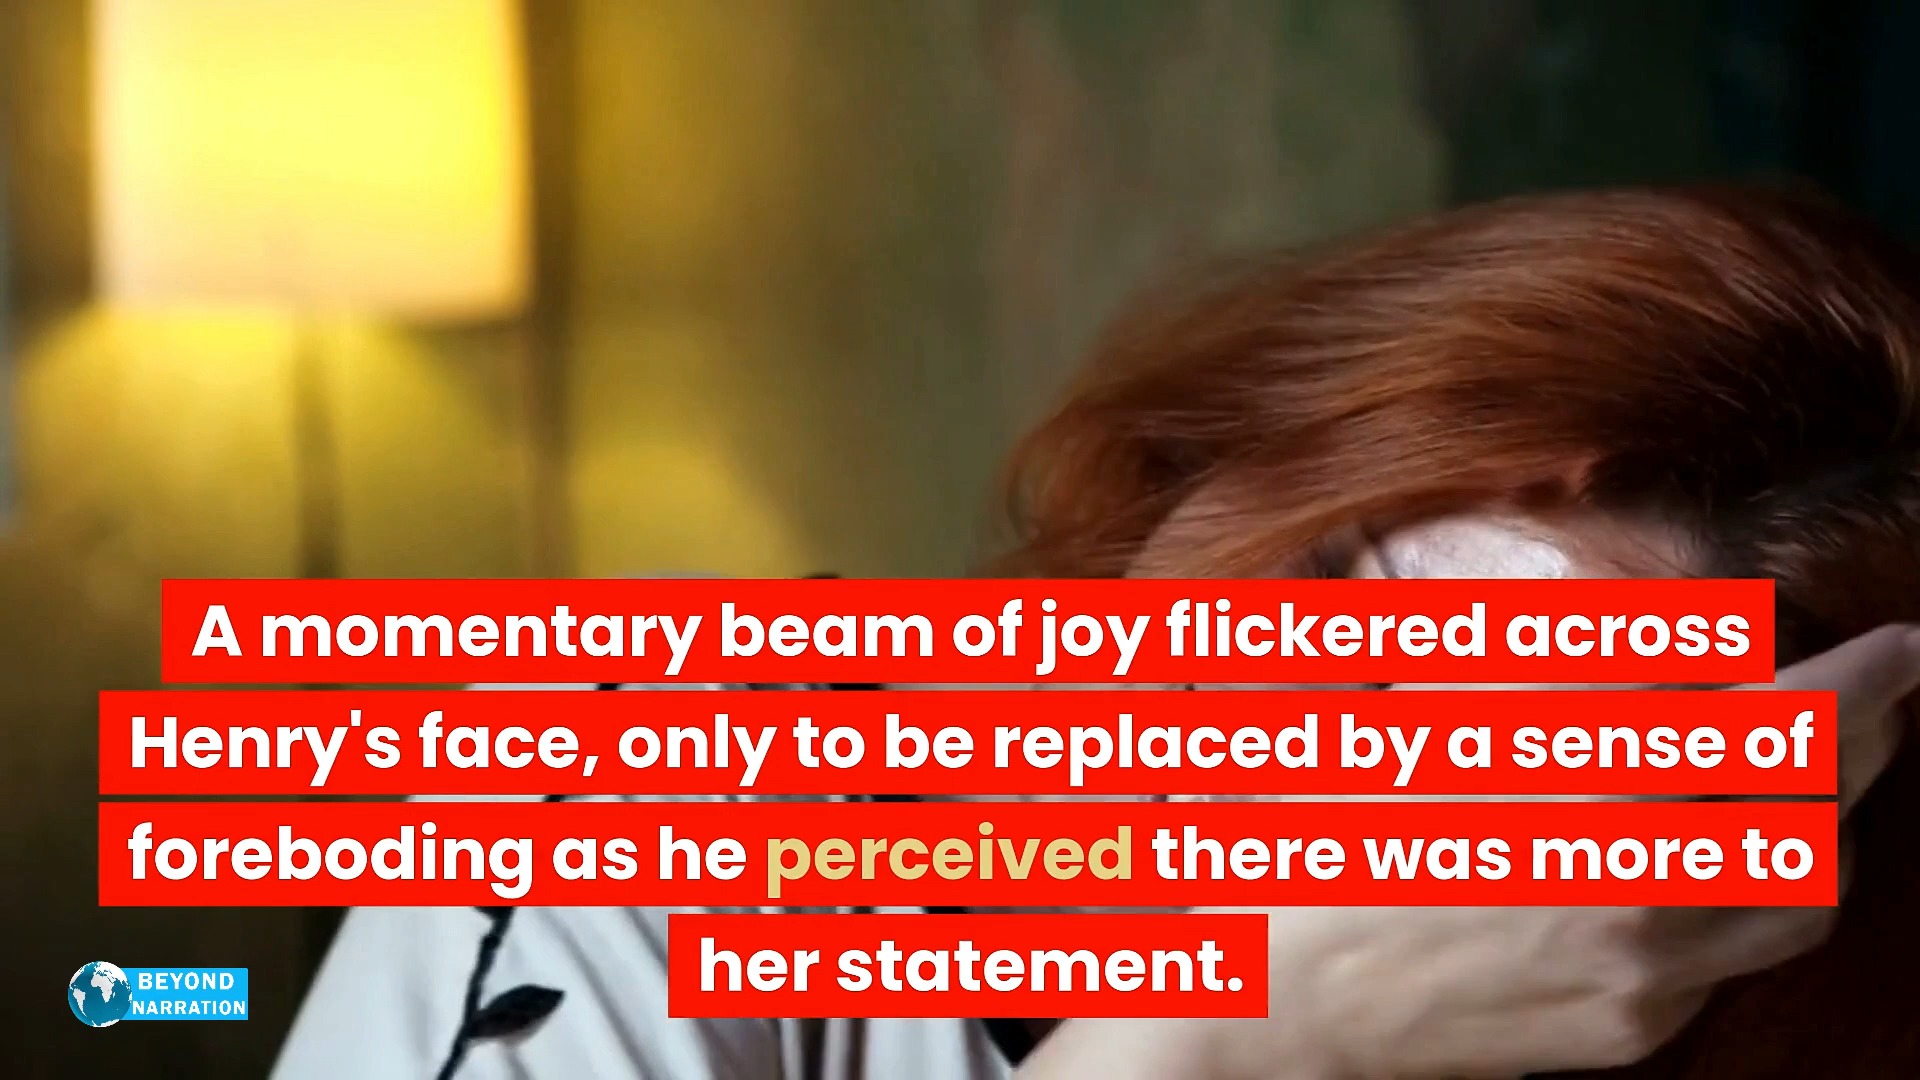 A momentary beam of joy flickered across
Henry's face, only to be replaced by a sense of
foreboding as he perceived there was more to
her statement.
BEYOND
NARRATION